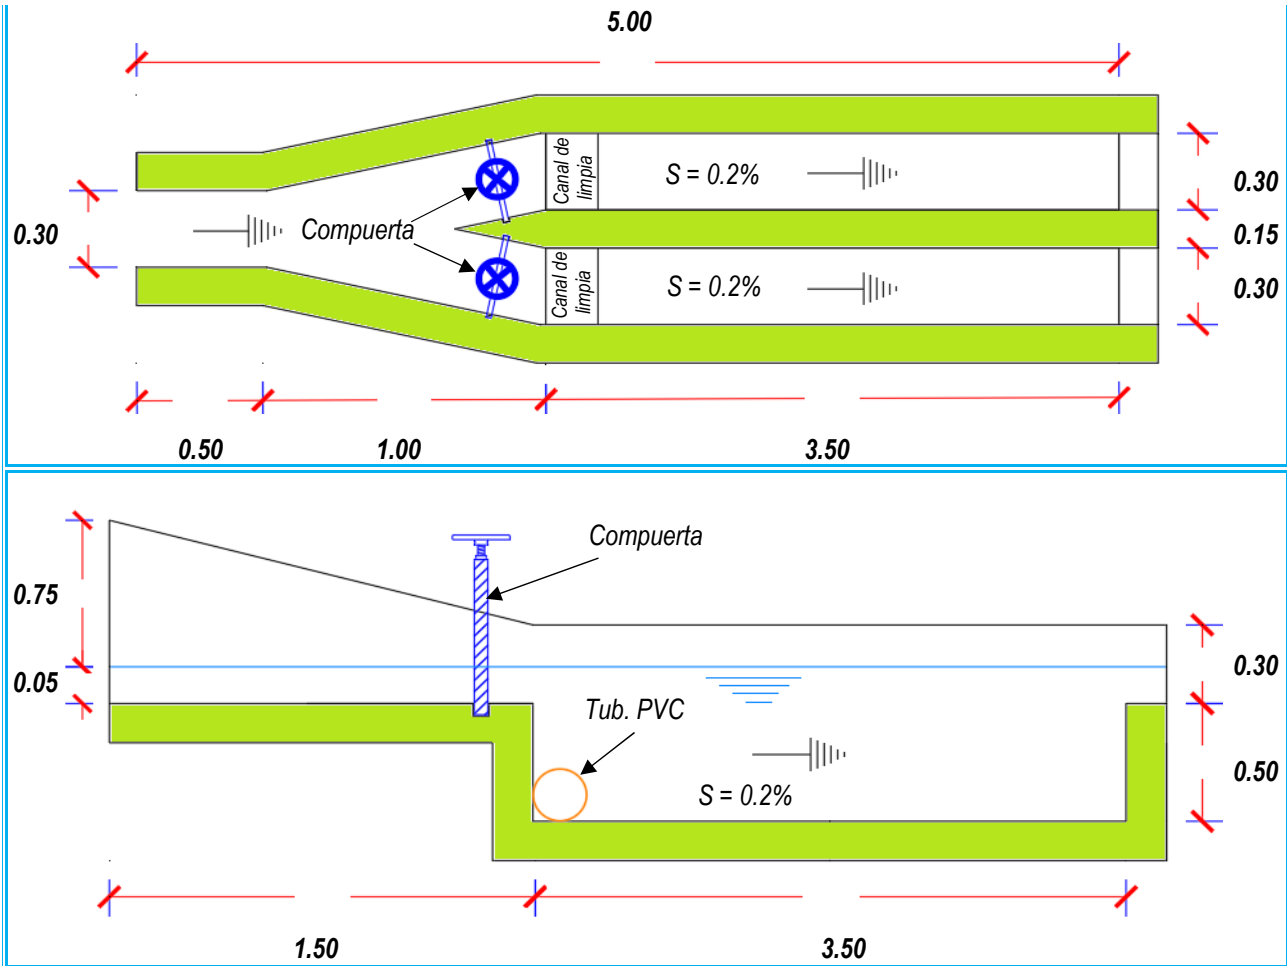 5.00
Canal de
limpia
S = 0.2%
0.30
0.30
Compuerta
0.15
Canal de
limpia
S = 0.2%
0.30
0.50
1.00
3.50
Compuerta
0.75
0.30
0.05
Tub. PVC
0.50
S = 0.2%
1.50
3.50